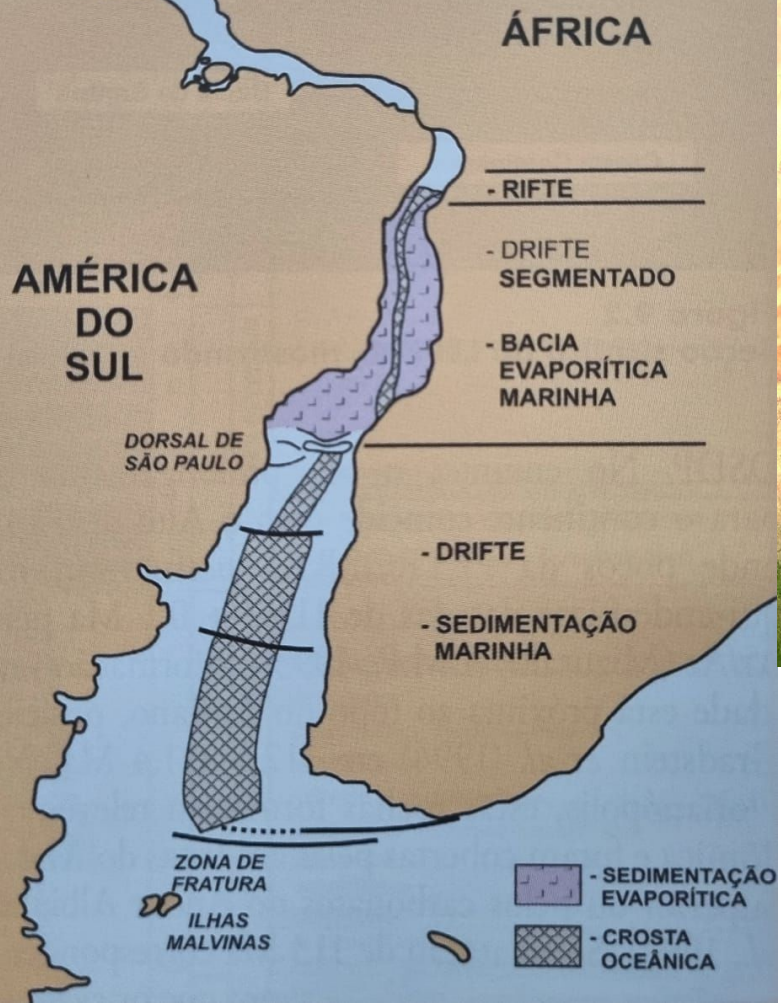 ÁFRICA
- RIFTE
- DRIFTE
SEGMENTADO
- BACIA
EVAPORÍTICA
MARINHA
AMÉRICA
DO
SUL
DORSAL DE
SÃO PAULO
- DRIFTE
- SEDIMENTAÇÃO
MARINHA
ZONA DE
FRATURA
ILHAS
MALVINAS
- SEDIMENTAÇÃO
EVAPORÍTICA
- CROSTA
OCEÂNICA